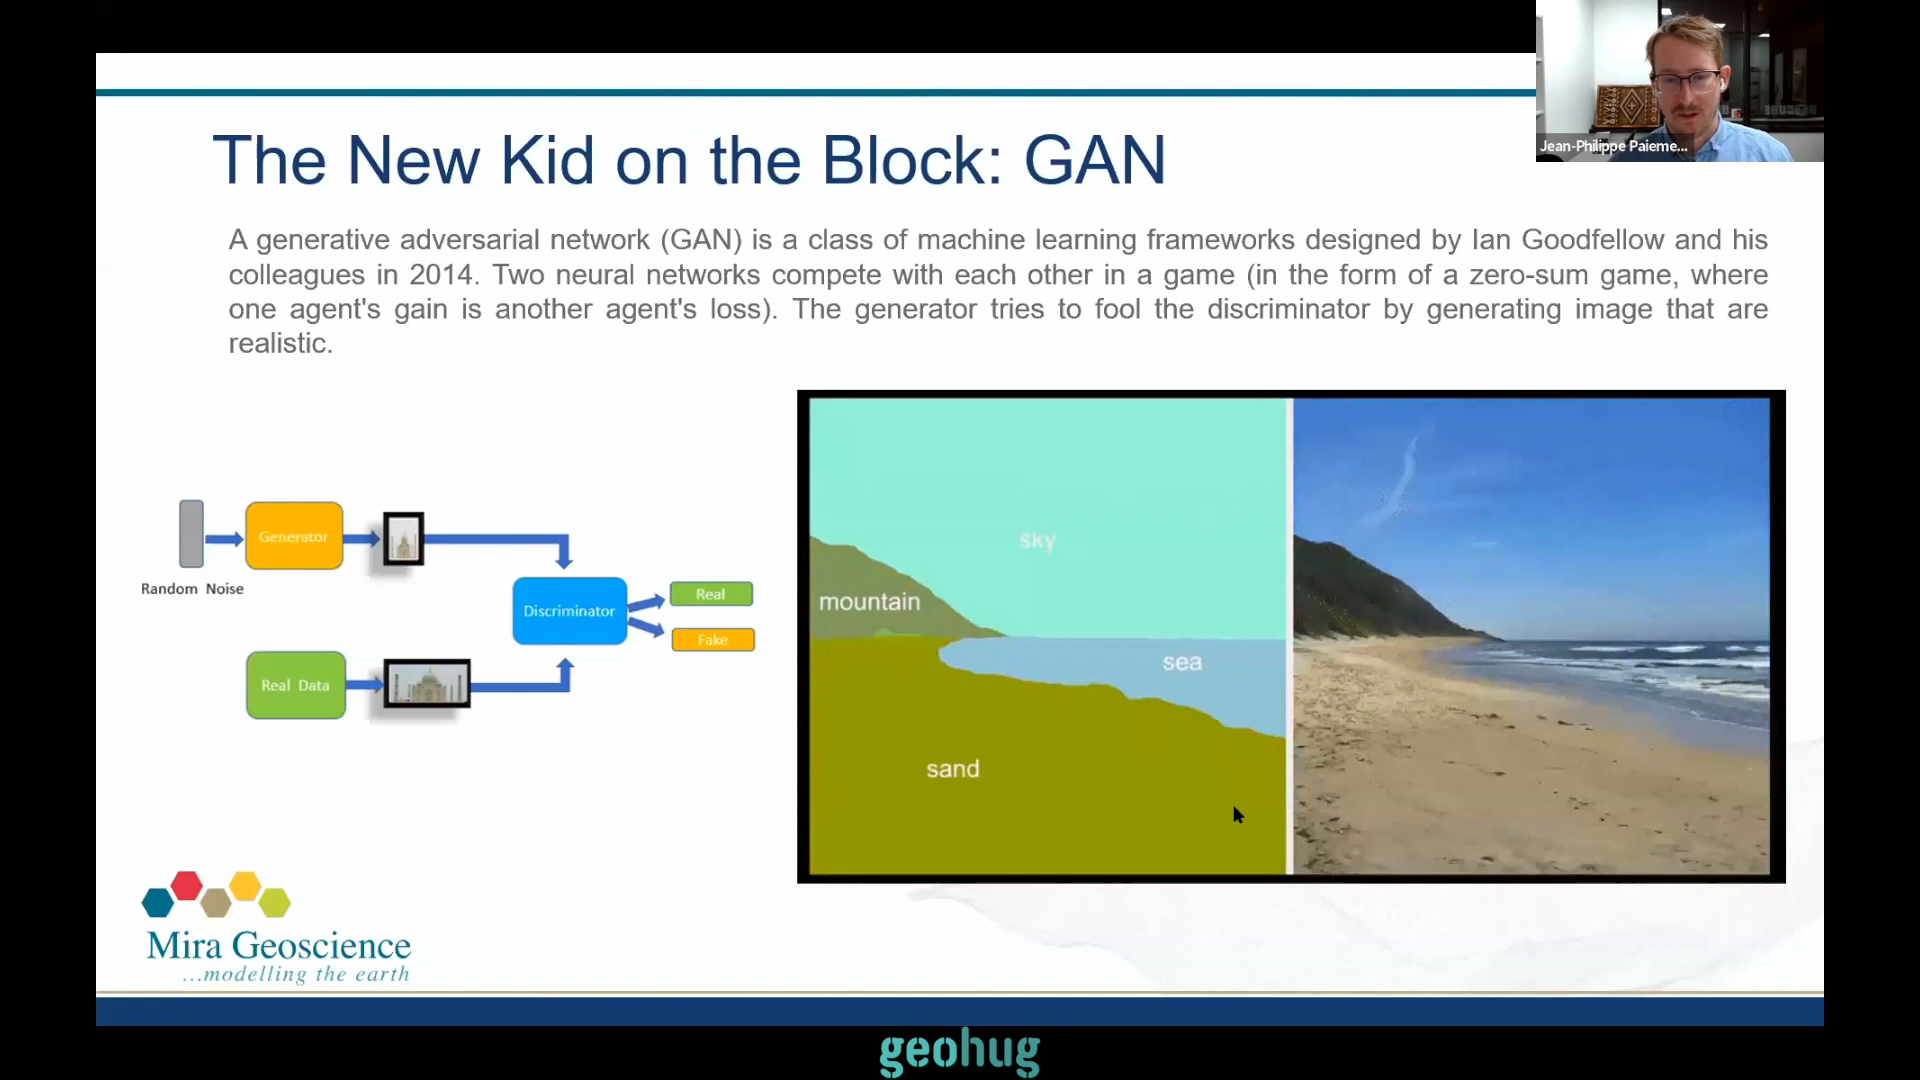 Jean-Philippe Paieme...
The New Kid on the Block: GAN
A generative adversarial network (GAN) is a class of machine learning frameworks designed by Ian Goodfellow and his
colleagues in 2014. Two neural networks compete with each other in a game (in the form of a zero-sum game, where
one agent's gain is another agent's loss). The generator tries to fool the discriminator by generating image that are
realistic.
Generator
Random Noise
Discriminator
Real
Fake
Real Data
sky
mountain
sea
sand
Mira Geoscience
...modelling the earth
geohug